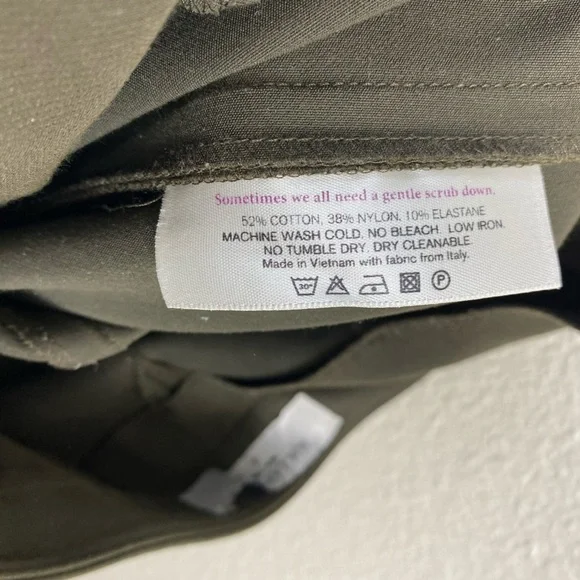 Sometimes we all need a gentle scrub down.
52% COTTON, 38% NYLON, 10% ELASTANE
MACHINE WASH COLD. NO BLEACH. LOW IRON.
NO TUMBLE DRY. DRY CLEANABLE.
Made in Vietnam with fabric from Italy.
30° P